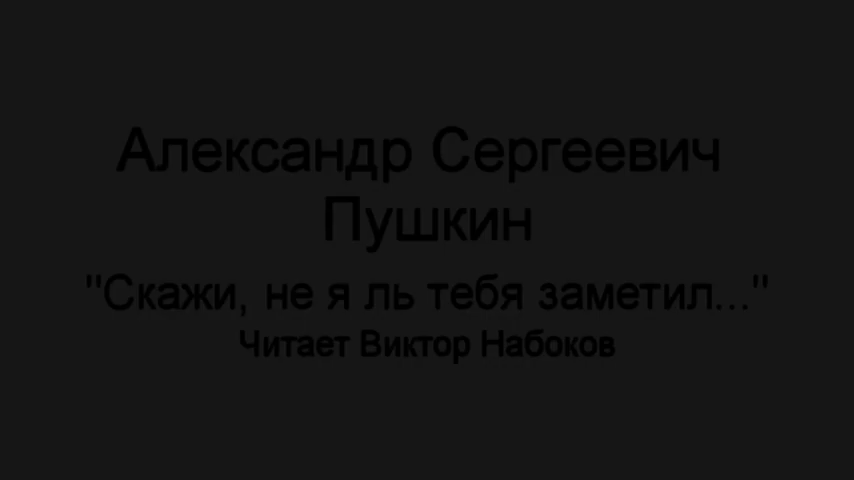 Александр Сергеевич
Пушкин
"Скажи, не я ль тебя заметил..."
Читает Виктор Набоков